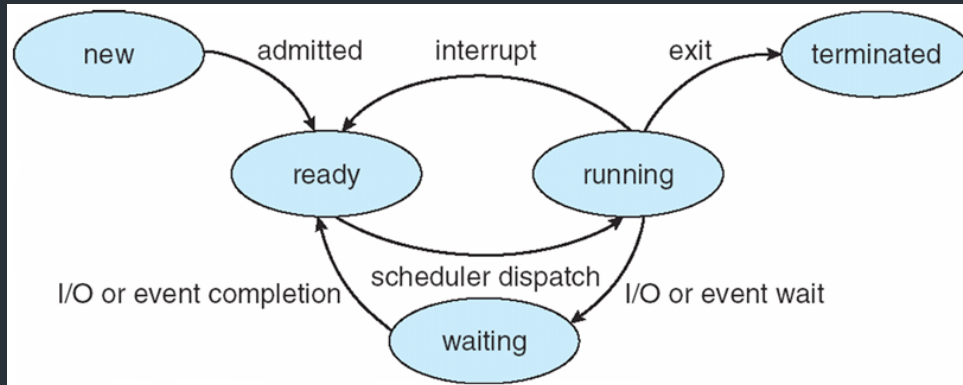 new
admitted
interrupt
exit
terminated
ready
running
scheduler dispatch
I/O or event completion
I/O or event wait
waiting